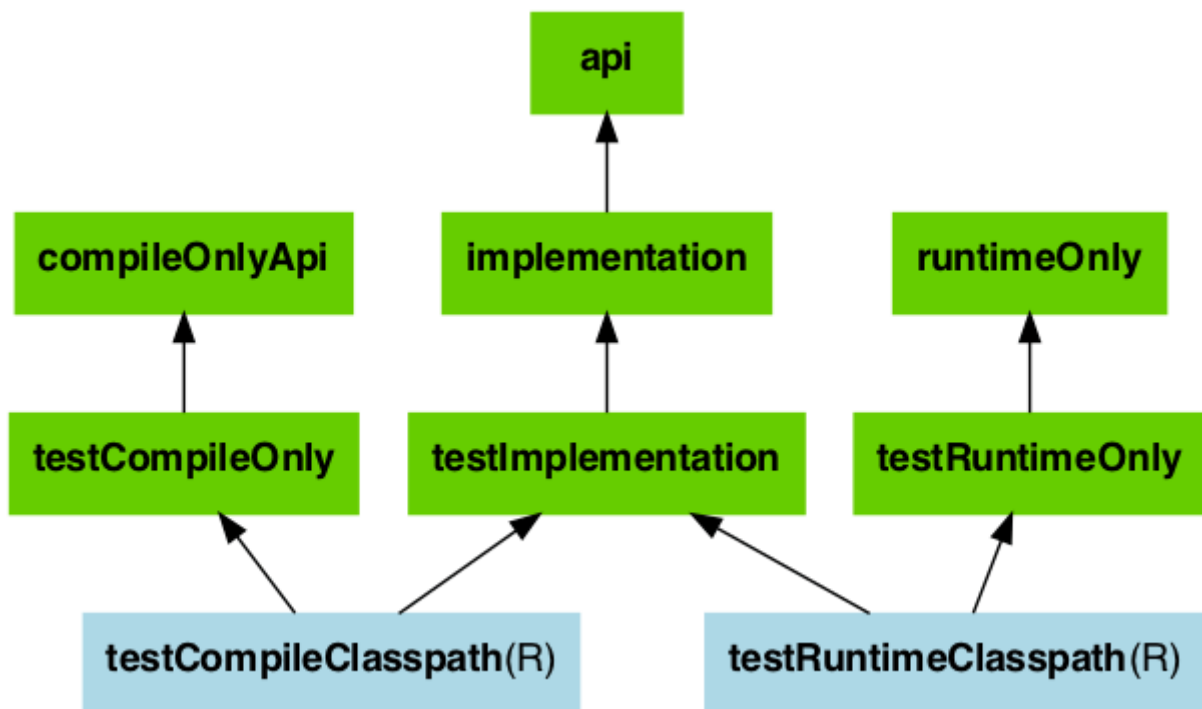 api
compileOnlyApi
implementation
runtimeOnly
testCompileOnly
testImplementation
testRuntimeOnly
testCompileClasspath(R)
testRuntimeClasspath(R)